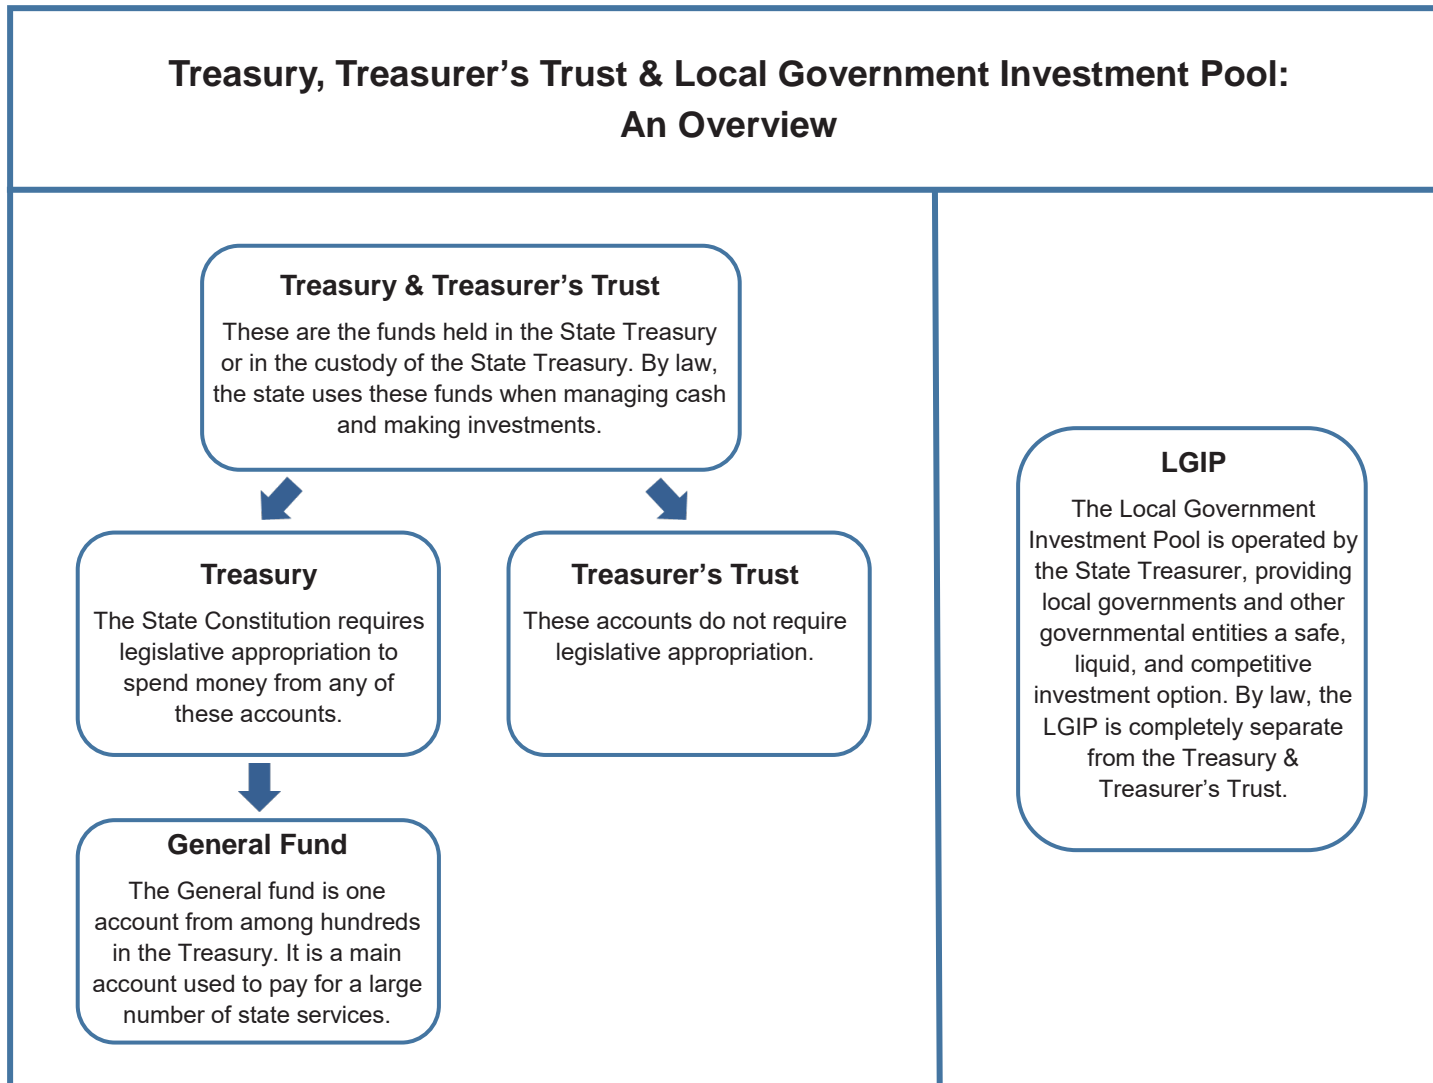 Treasury, Treasurer’s Trust & Local Government Investment Pool:
An Overview
Treasury & Treasurer’s Trust
These are the funds held in the State Treasury
or in the custody of the State Treasury. By law,
the state uses these funds when managing cash
and making investments.
Treasury
The State Constitution requires
legislative appropriation to
spend money from any of
these accounts.
Treasurer’s Trust
These accounts do not require
legislative appropriation.
General Fund
The General fund is one
account from among hundreds
in the Treasury. It is a main
account used to pay for a large
number of state services.
LGIP
The Local Government
Investment Pool is operated by
the State Treasurer, providing
local governments and other
governmental entities a safe,
liquid, and competitive
investment option. By law, the
LGIP is completely separate
from the Treasury &
Treasurer’s Trust.